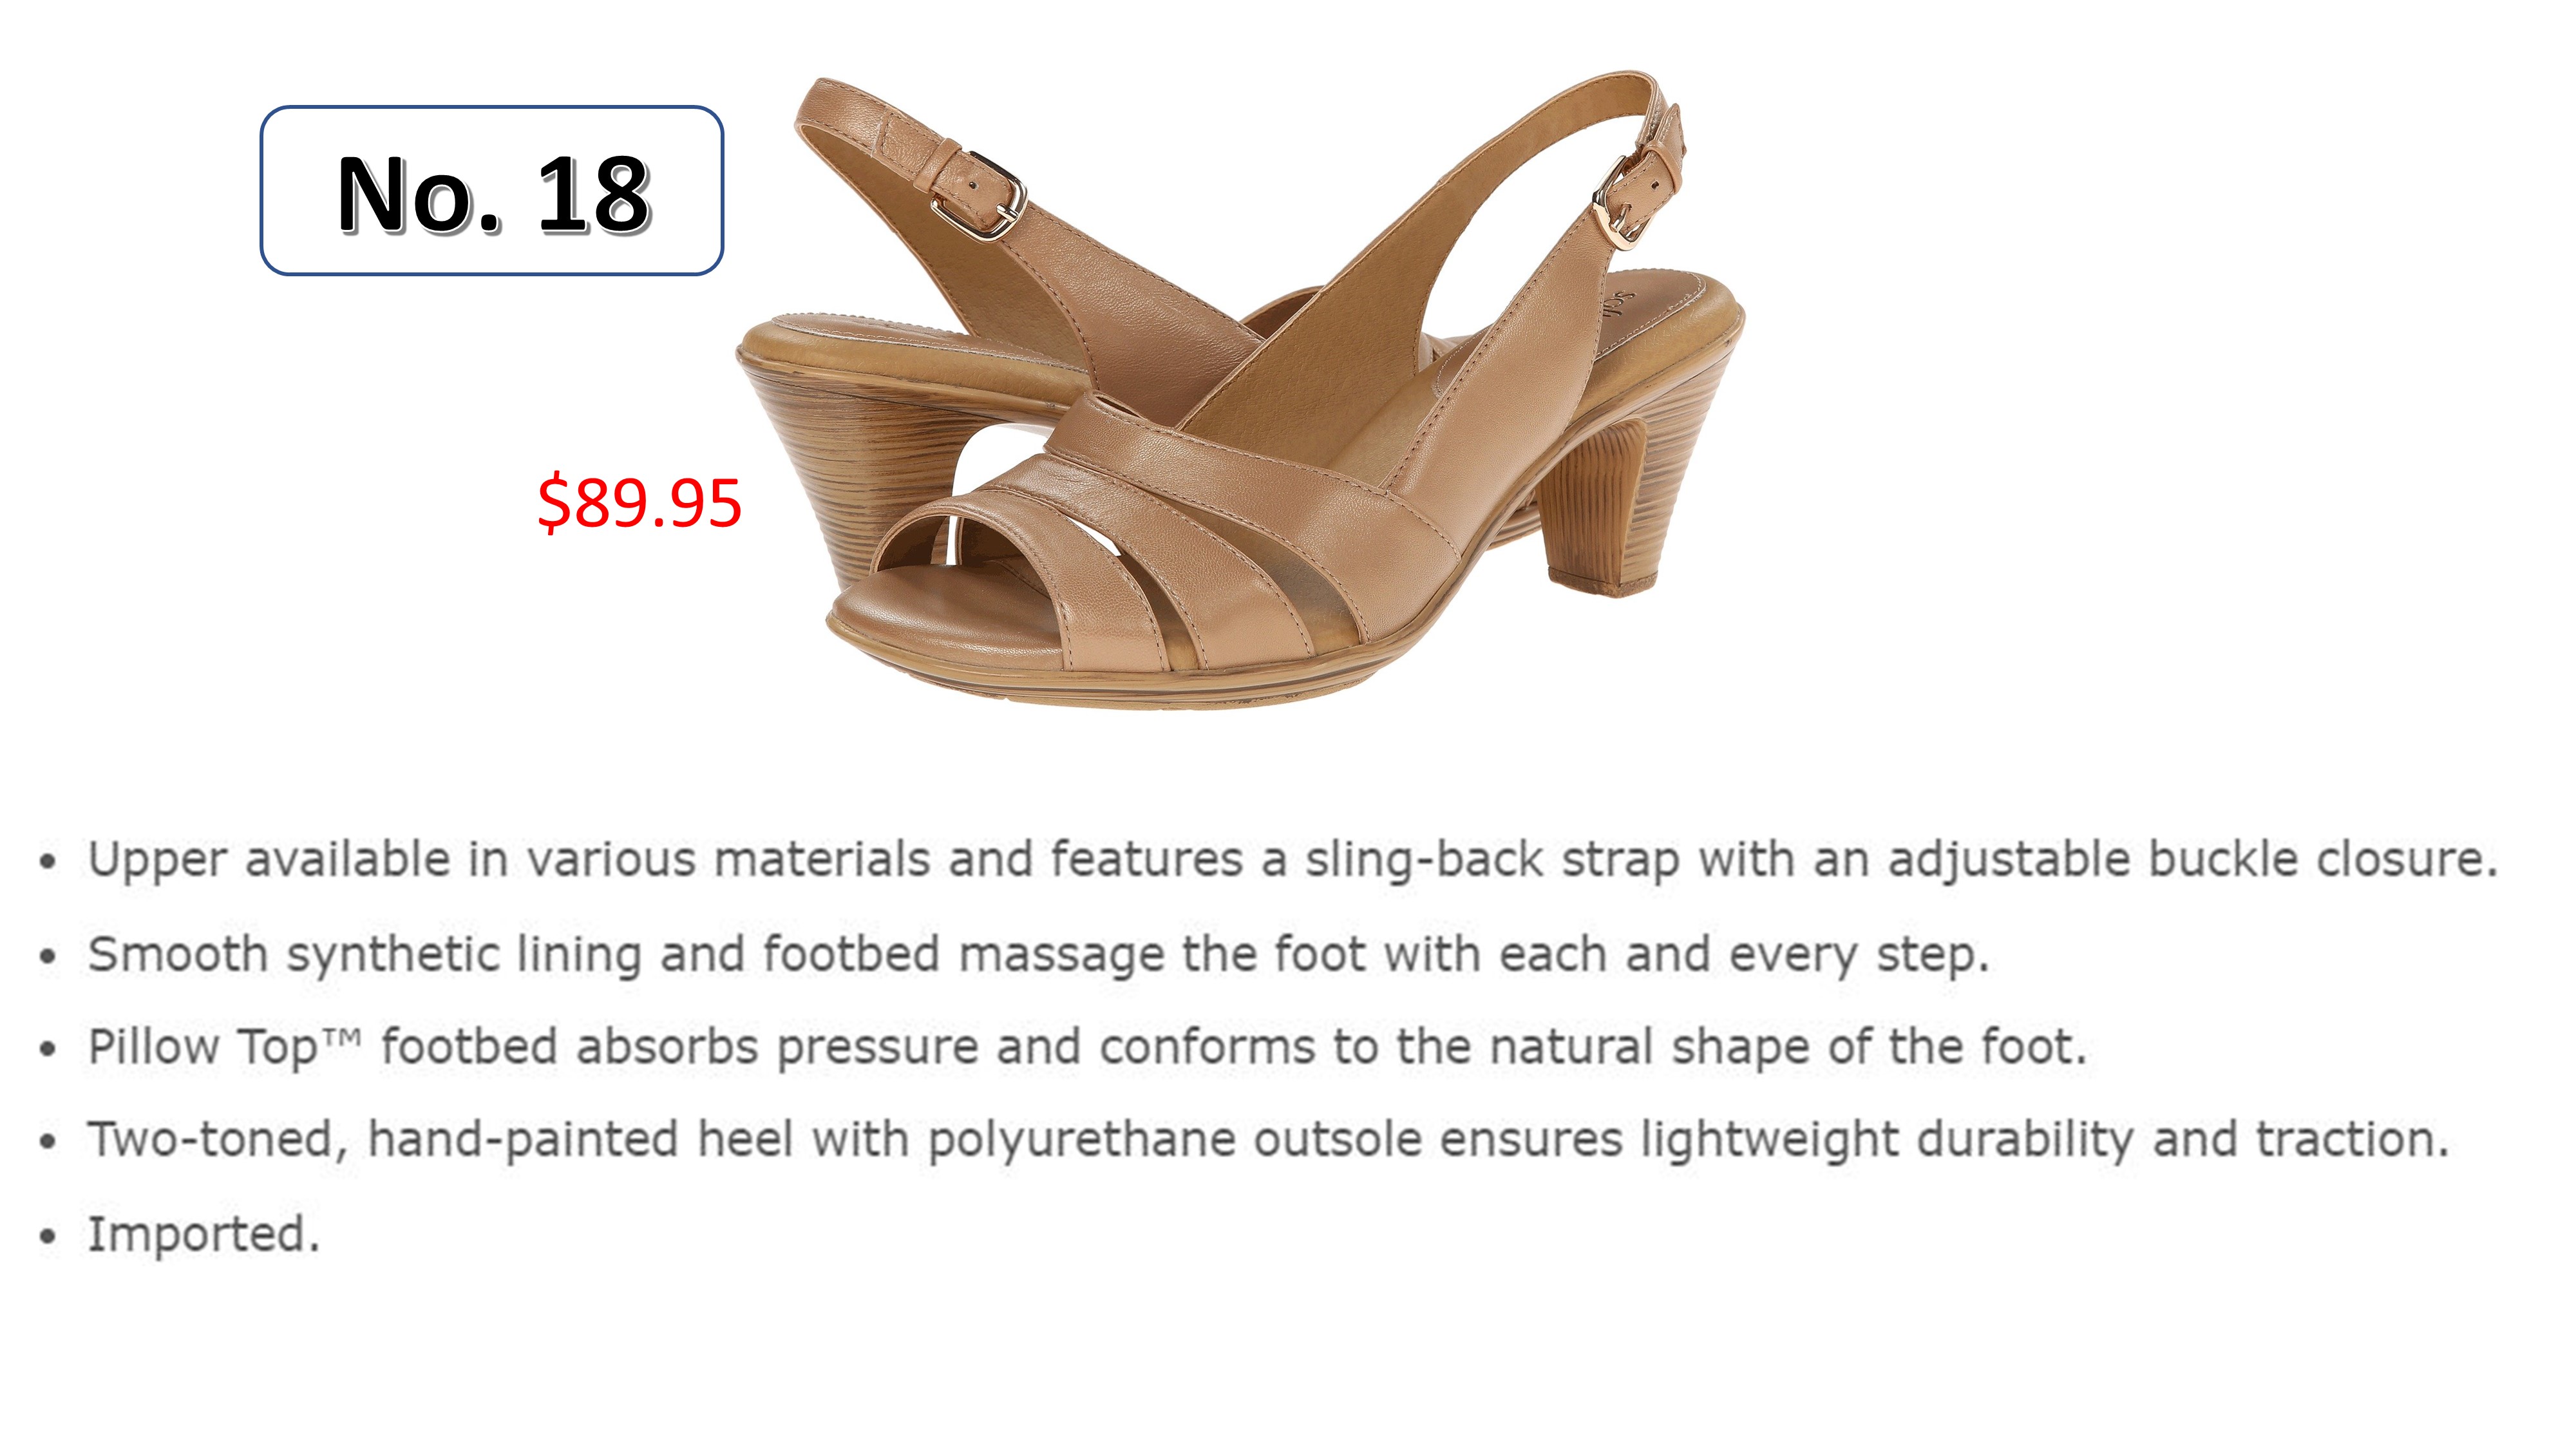 No. 18
$89.95
• Upper available in various materials and features a sling-back strap with an adjustable buckle closure.
• Smooth synthetic lining and footbed massage the foot with each and every step.
• Pillow Top™ footbed absorbs pressure and conforms to the natural shape of the foot.
• Two-toned, hand-painted heel with polyurethane outsole ensures lightweight durability and traction.
• Imported.